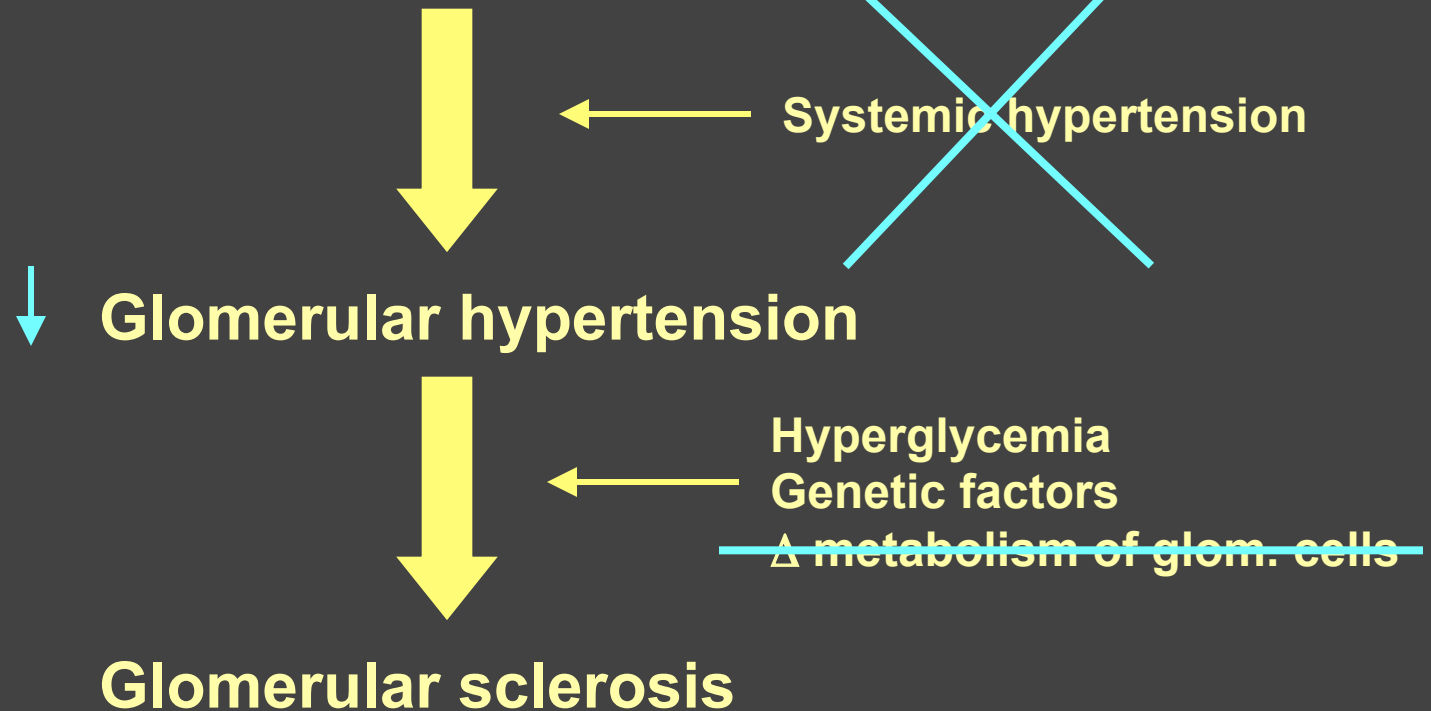 Systemic hypertension
Glomerular hypertension
Hyperglycemia
Genetic factors
Δ metabolism of glom. cells
Glomerular sclerosis